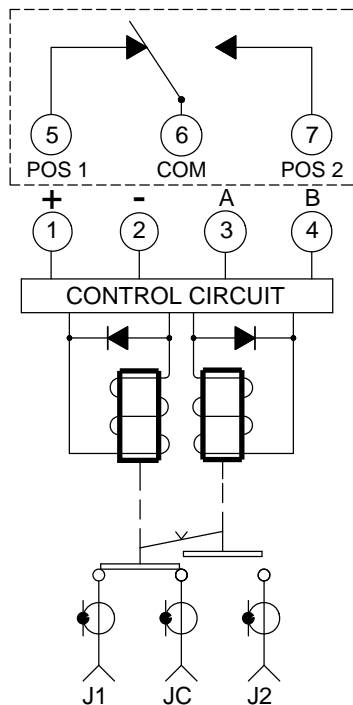 5 6 7
POS 1 COM POS 2
+ - A B
1 2 3 4
CONTROL CIRCUIT
J1 JC J2